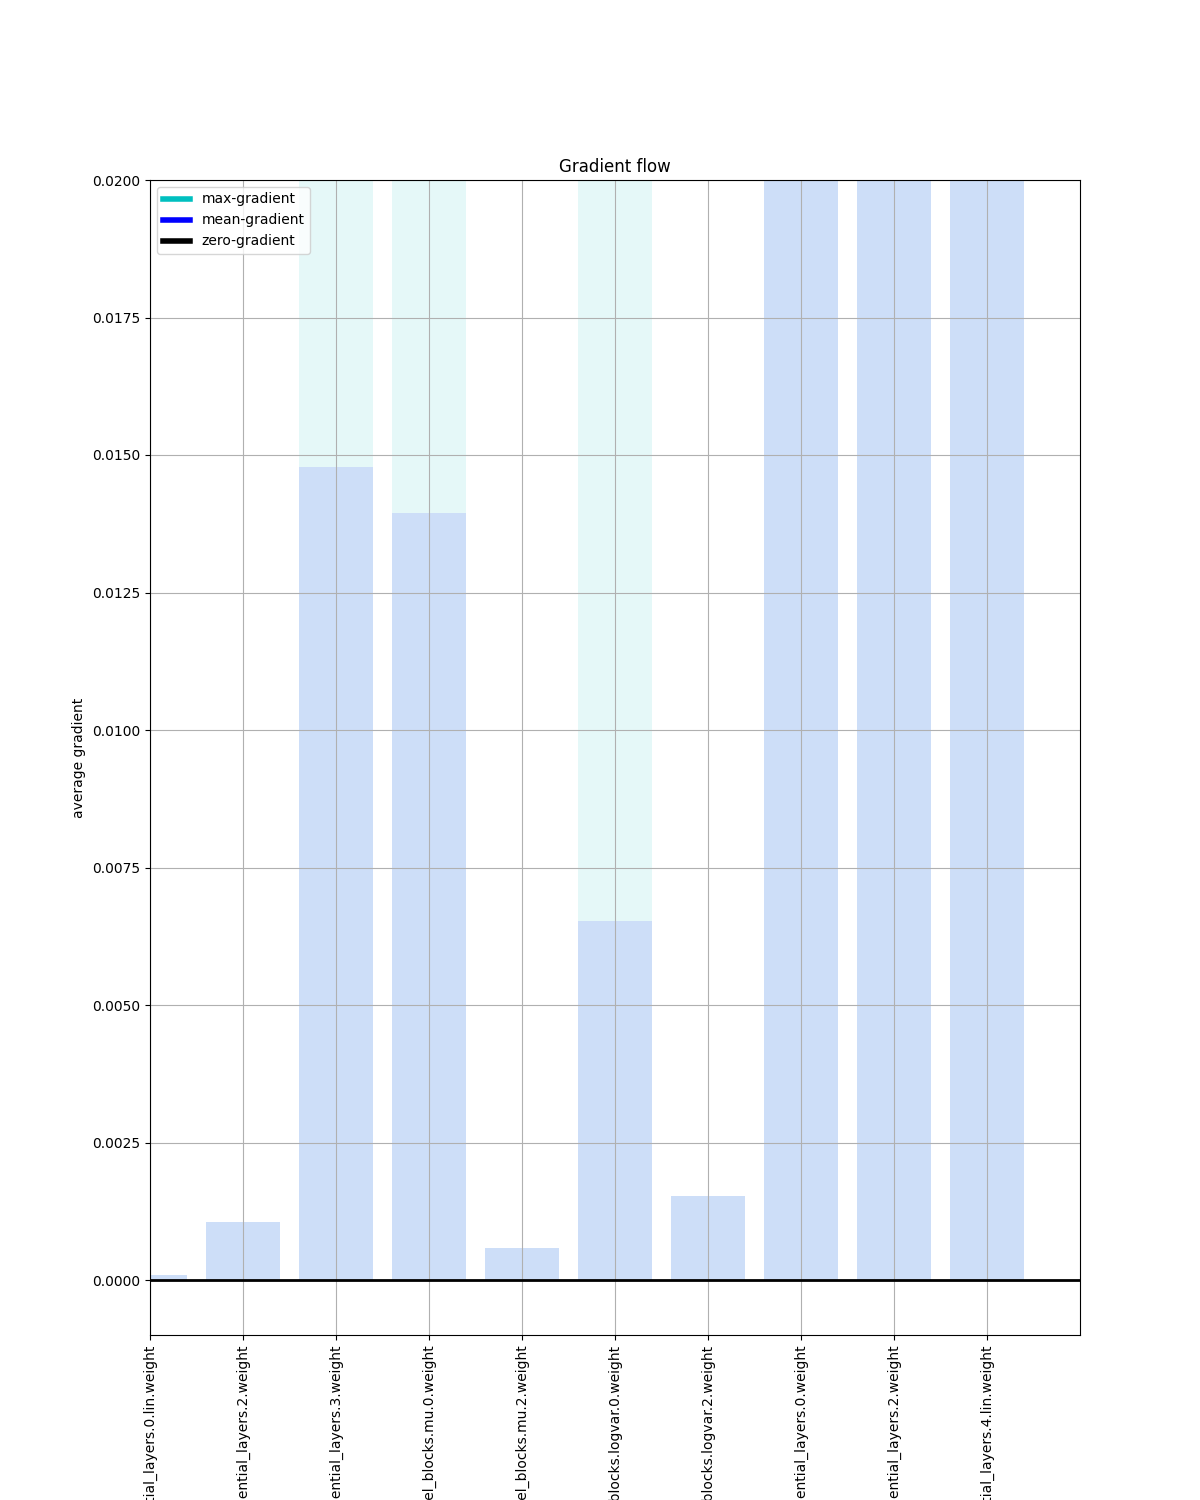 Gradient flow
max-gradient
mean-gradient
zero-gradient
0.0200
0.0175
0.0150
0.0125
0.0100
0.0075
0.0050
0.0025
0.0000
average gradient
tial_layers.0.lin.weight
ential_layers.2.weight
ential_layers.3.weight
el_blocks.mu.0.weight
el_blocks.mu.2.weight
blocks.logvar.0.weight
blocks.logvar.2.weight
ential_layers.0.weight
ential_layers.2.weight
tial_layers.4.lin.weight